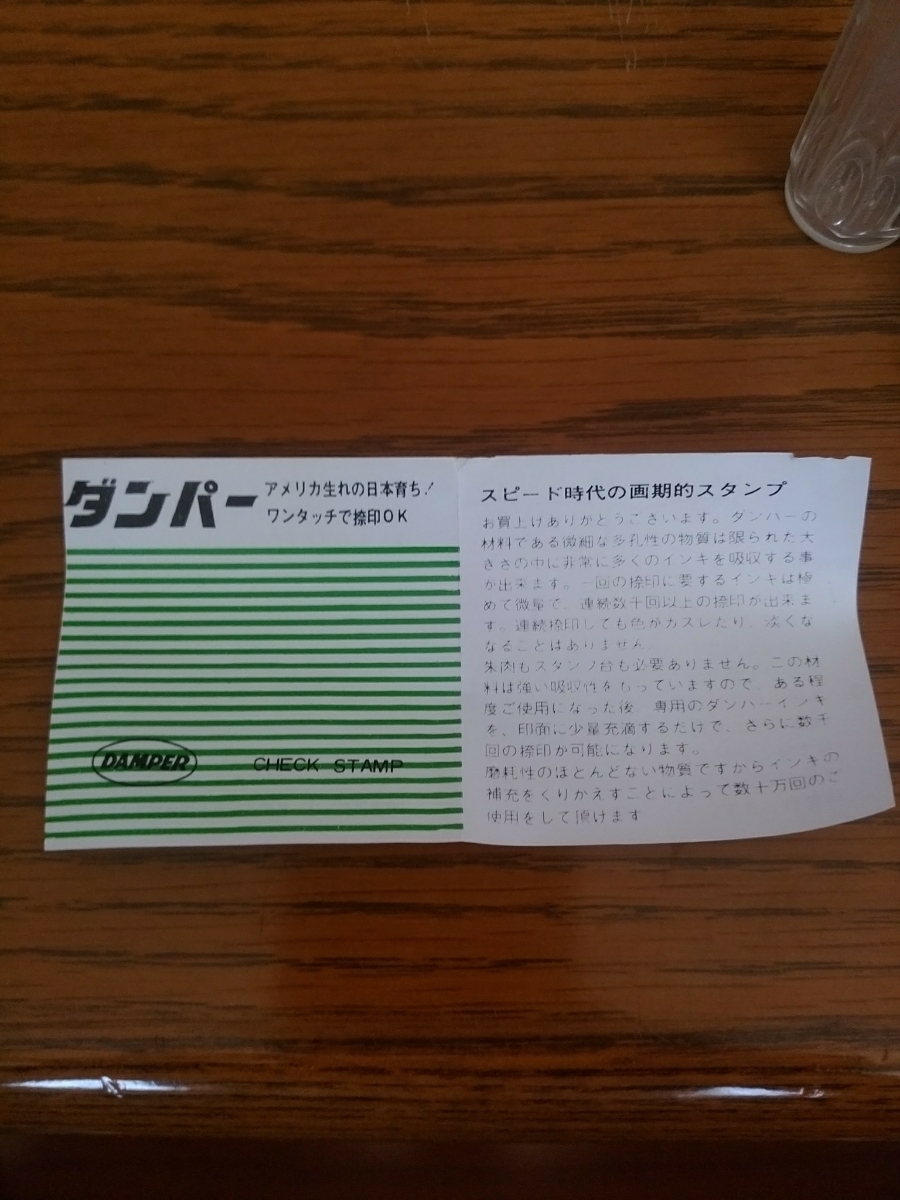 ダンパー
アメリカ生れの日本育ち！
ワンタッチで捺印OK
DAMPER
CHECK STAMP
スピード時代の画期的スタンプ
お買上けありかとうこさいます。ダンパーの
材料である微細な多孔性の物質は限られた大
きさの中に非常に多くのインキを吸収する事
が出来ます。一回の捺印に要するインキは極
めて微量で、連続数千回以上の捺印が出来ま
す。連続捺印しても色がカスレたり、淡くな
なることはありません。
朱肉もスタンプ台も必要ありません。この材
料は強い吸収性をもっていますので、ある程
度ご使用になった後、専用のダンパーインキ
を、印面に少量充滴するだけで、さらに数千
回の捺印が可能になります。
磨耗性のほとんどない物質ですからインキの
補充をくりかえすことによって数十万回のご
使用をして頂けます